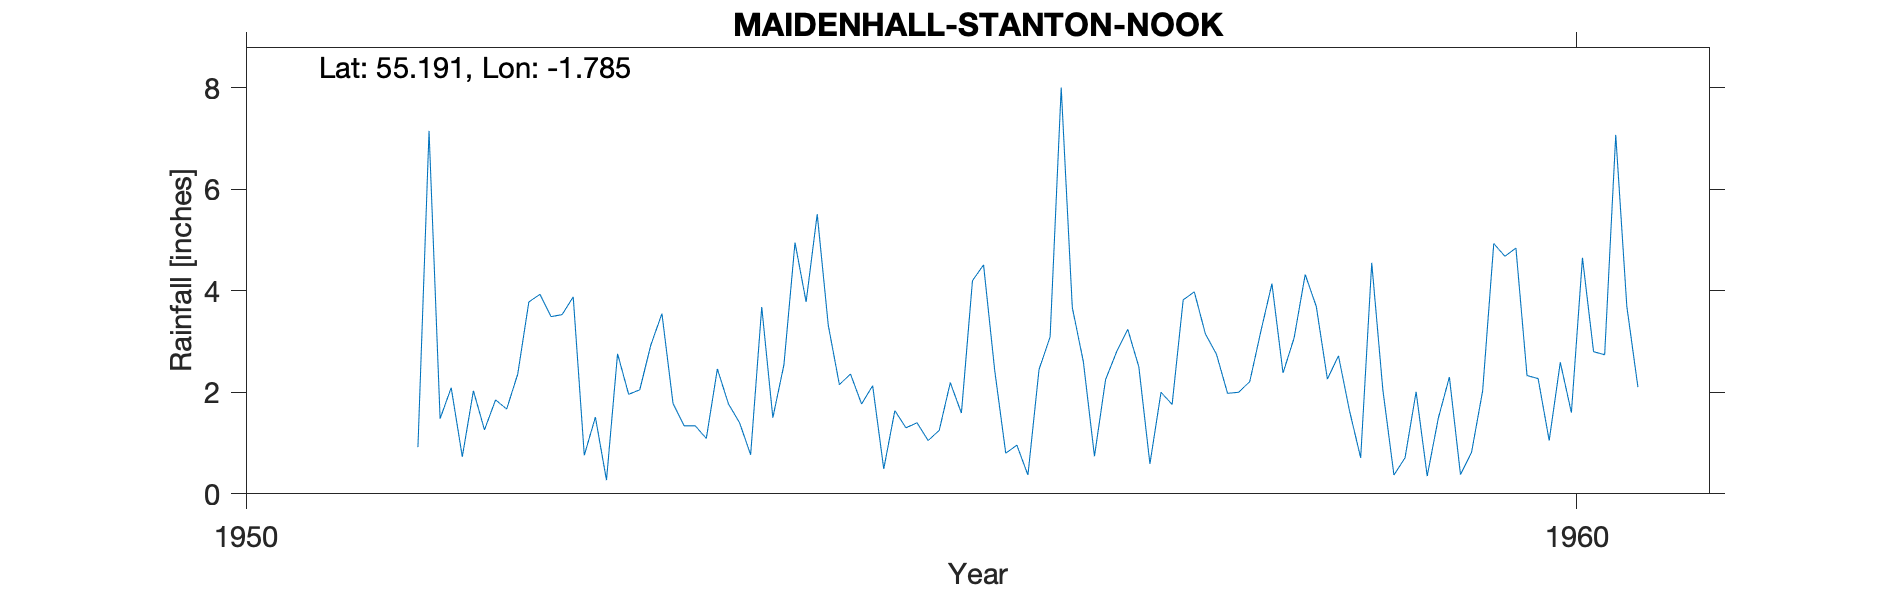 MAIDENHALL-STANTON-NOOK
Lat: 55.191, Lon: -1.785
8
6
4
2
0
Rainfall [inches]
1950
1960
Year